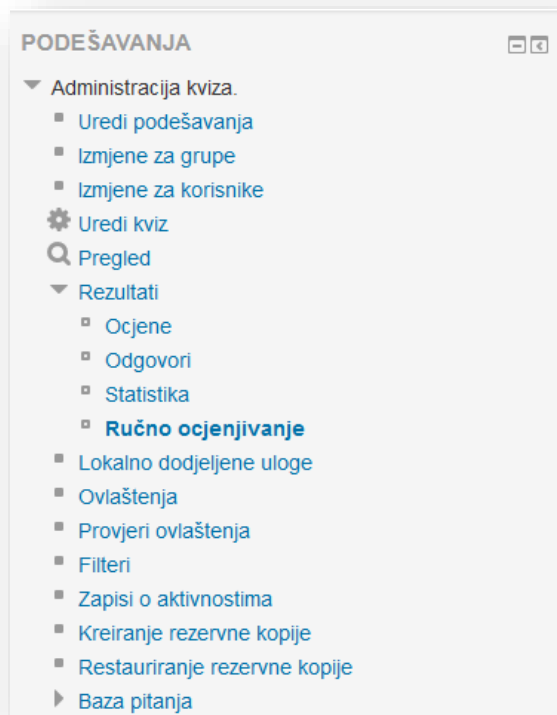 PODEŠAVANJA
Administracija kviza.
Uredi podešavanja
Izmjene za grupe
Izmjene za korisnike
Uredi kviz
Pregled
Rezultati
Ocjene
Odgovori
Statistika
Ručno ocjenjivanje
Lokalno dodjeljene uloge
Ovlaštenja
Provjeri ovlaštenja
Filteri
Zapisi o aktivnostima
Kreiranje rezervne kopije
Restauriranje rezervne kopije
Baza pitanja